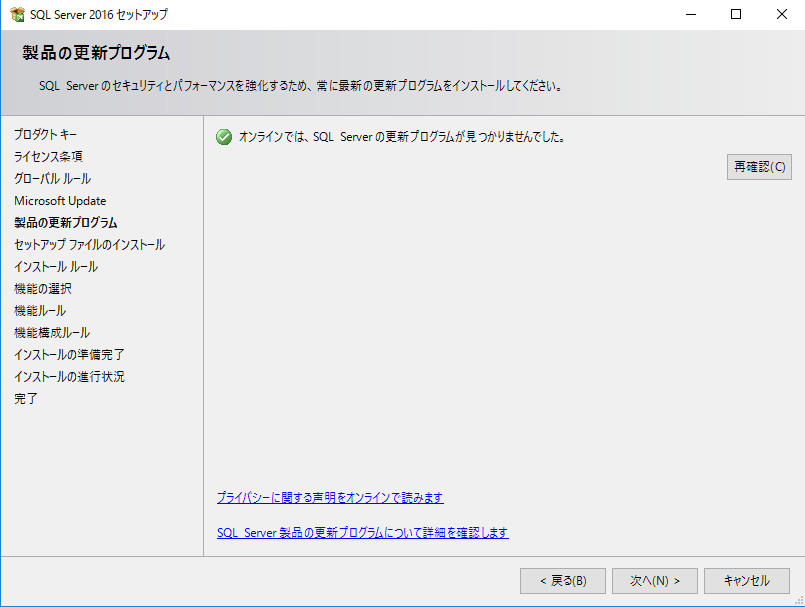 SQL Server 2016 セットアップ
製品の更新プログラム
SQL Server のセキュリティとパフォーマンスを強化するため、常に最新の更新プログラムをインストールしてください。
プロダクト キー
ライセンス条項
グローバル ルール
Microsoft Update
製品の更新プログラム
セットアップ ファイルのインストール
インストール ルール
機能の選択
機能ルール
機能構成ルール
インストールの準備完了
インストールの進行状況
完了
オンラインでは、SQL Server の更新プログラムが見つかりませんでした。
再確認(C)
プライバシーに関する声明をオンラインで読みます
SQL Server 製品の更新プログラムについて詳細を確認します
< 戻る(B)
次へ(N) >
キャンセル